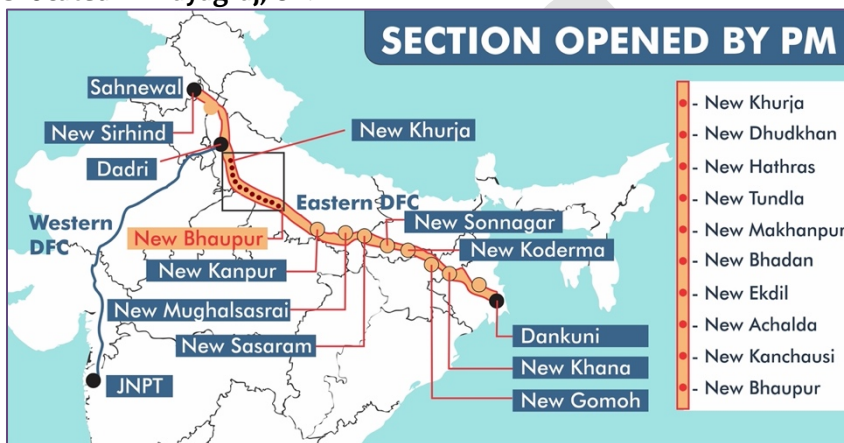 SECTION OPENED BY PM
Sahnewal
New Sirhind
Dadri
New Khurja
Western
DFC
Eastern DFC
New Bhaupur
New Sonnagar
New Kanpur
New Koderma
New Mughalsasrai
New Sasaram
Dankuni
New Khana
New Gomoh
JNPT
- New Khurja
- New Dhudkhan
- New Hathras
- New Tundla
- New Makhanpur
- New Bhadan
- New Ekdil
- New Achalda
- New Kanchausi
- New Bhaupur